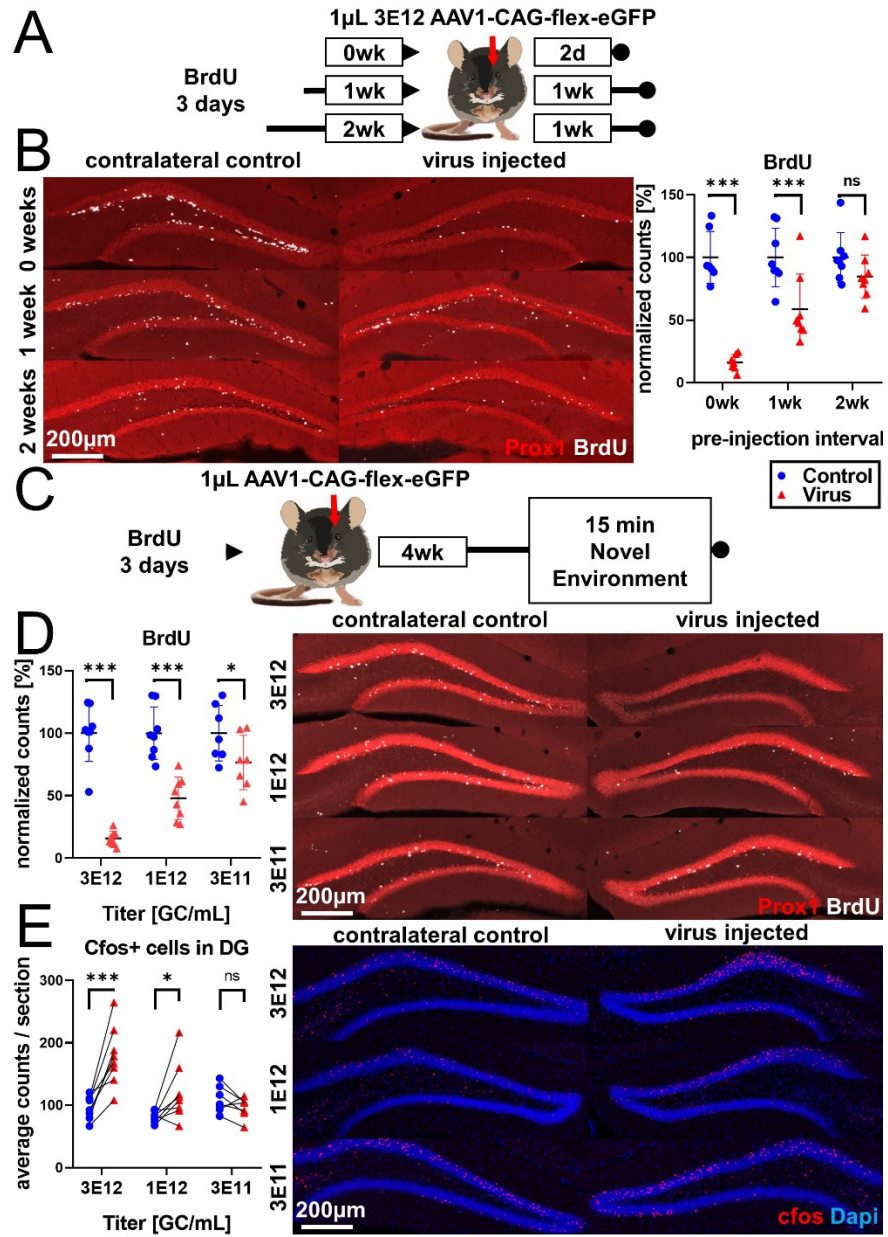 A
1µL 3E12 AAV1-CAG-flex-eGFP
BrdU
3 days
0wk
2d
1wk
1wk
2wk
1wk
B
contralateral control
virus injected
0 weeks
1 week
2 weeks
200µm
Prox1 BrdU
BrdU
***
***
ns
normalized counts [%]
150
100
50
0
0wk
1wk
2wk
pre-injection interval
Control
Virus
C
1µL AAV1-CAG-flex-eGFP
BrdU
3 days
4wk
15 min
Novel
Environment
D
BrdU
***
***
*
normalized counts [%]
150
100
50
0
3E12
1E12
3E11
Titer [GC/mL]
contralateral control
virus injected
3E12
1E12
3E11
200µm
Prox1 BrdU
E
Cfos+ cells in DG
***
*
ns
average counts / section
300
200
100
0
3E12
1E12
3E11
Titer [GC/mL]
contralateral control
virus injected
3E12
1E12
3E11
200µm
cfos Dapi